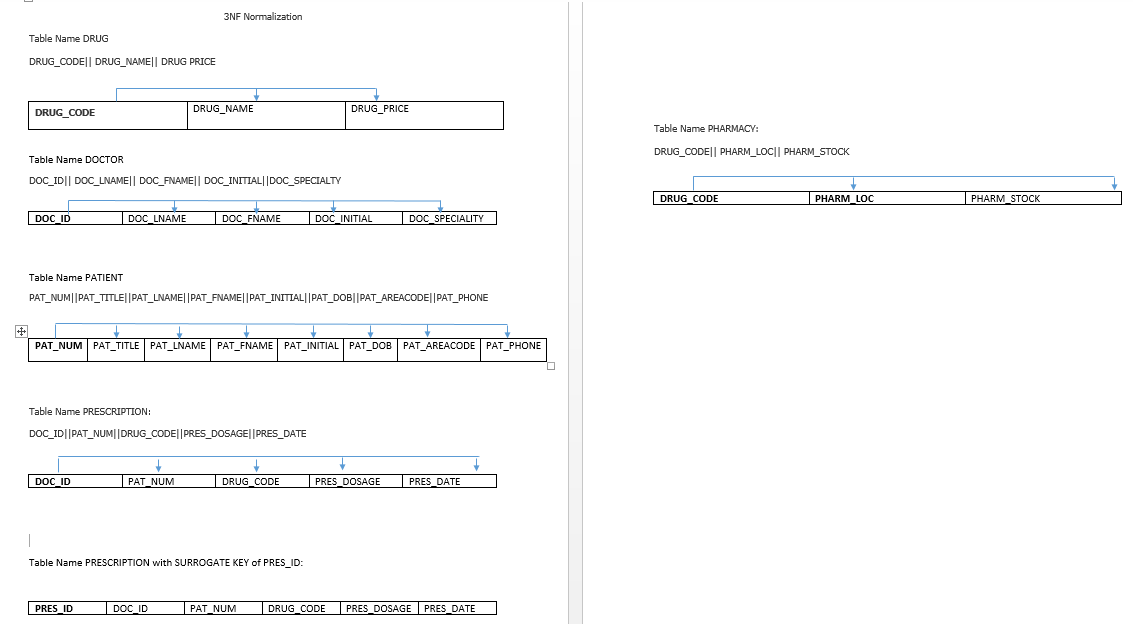 3NF Normalization
Table Name DRUG
DRUG_CODE|| DRUG_NAME|| DRUG PRICE
DRUG_CODE DRUG_NAME DRUG_PRICE
Table Name DOCTOR
DOC_ID|| DOC_LNAME|| DOC_FNAME|| DOC_INITIAL||DOC_SPECIALTY
DOC_ID DOC_LNAME DOC_FNAME DOC_INITIAL DOC_SPECIALITY
Table Name PATIENT
PAT_NUM||PAT_TITLE||PAT_LNAME||PAT_FNAME||PAT_INITIAL||PAT_DOB||PAT_AREACODE||PAT_PHONE
PAT_NUM PAT_TITLE PAT_LNAME PAT_FNAME PAT_INITIAL PAT_DOB PAT_AREACODE PAT_PHONE
Table Name PRESCRIPTION:
DOC_ID||PAT_NUM||DRUG_CODE||PRES_DOSAGE||PRES_DATE
DOC_ID PAT_NUM DRUG_CODE PRES_DOSAGE PRES_DATE
Table Name PRESCRIPTION with SURROGATE KEY of PRES_ID:
PRES_ID DOC_ID PAT_NUM DRUG_CODE PRES_DOSAGE PRES_DATE
Table Name PHARMACY:
DRUG_CODE|| PHARM_LOC|| PHARM_STOCK
DRUG_CODE PHARM_LOC PHARM_STOCK